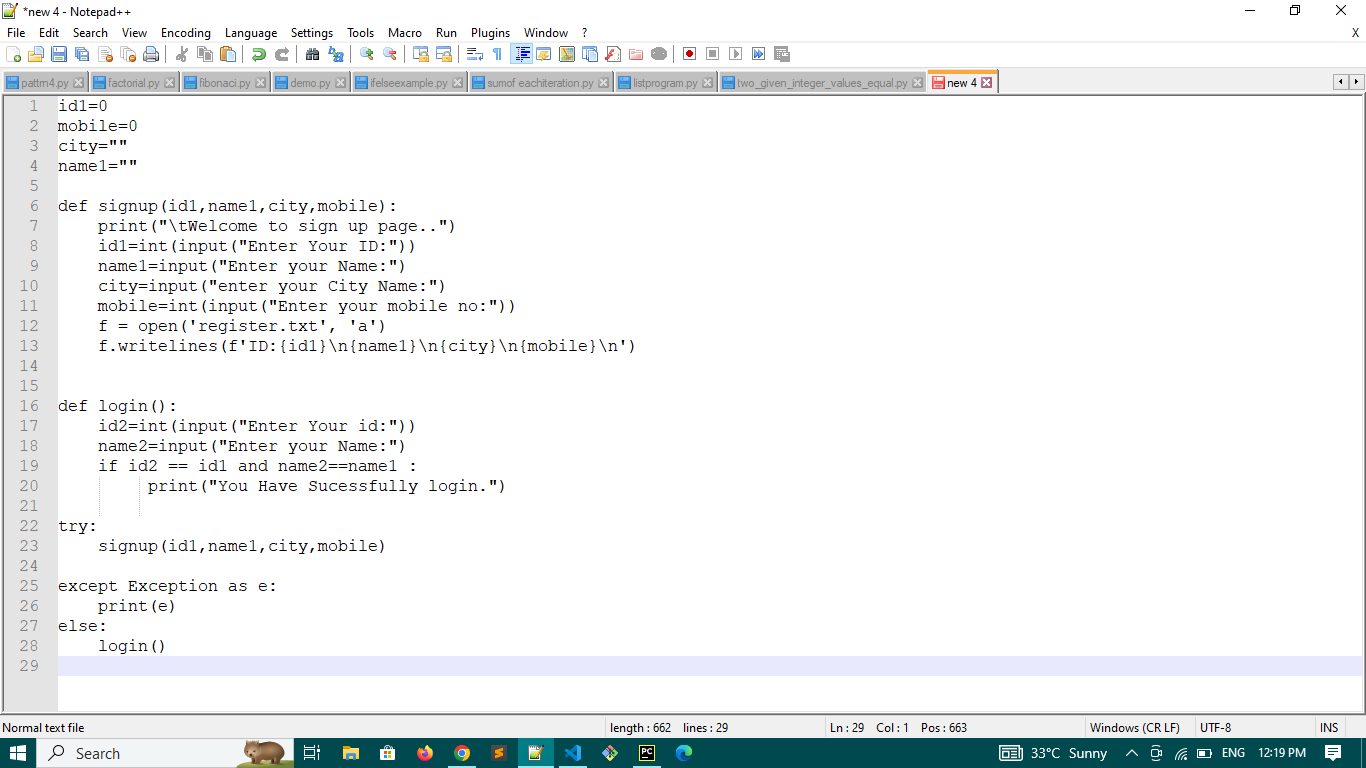 *new 4 - Notepad++
File Edit Search View Encoding Language Settings Tools Macro Run Plugins Window ? X
pattm4.py factorial.py fibonaci.py demo.py ifelseexample.py sumof eachiteration.py listprogram.py two_given_integer_values_equal.py new 4
1 id1=0
2 mobile=0
3 city=""
4 name1=""
5
6 def signup(id1,name1,city,mobile):
7 print("\tWelcome to sign up page..")
8 id1=int(input("Enter Your ID:"))
9 name1=input("Enter your Name:")
10 city=input("enter your City Name:")
11 mobile=int(input("Enter your mobile no:"))
12 f = open('register.txt', 'a')
13 f.writelines(f'ID:{id1}\n{name1}\n{city}\n{mobile}\n')
14
15
16 def login():
17 id2=int(input("Enter Your id:"))
18 name2=input("Enter your Name:")
19 if id2 == id1 and name2==name1 :
20 print("You Have Sucessfully login.")
21
22 try:
23 signup(id1,name1,city,mobile)
24
25 except Exception as e:
26 print(e)
27 else:
28 login()
29
Normal text file length : 662 lines : 29 Ln : 29 Col : 1 Pos : 663 Windows (CR LF) UTF-8 INS
Search 33°C Sunny ENG 12:19 PM